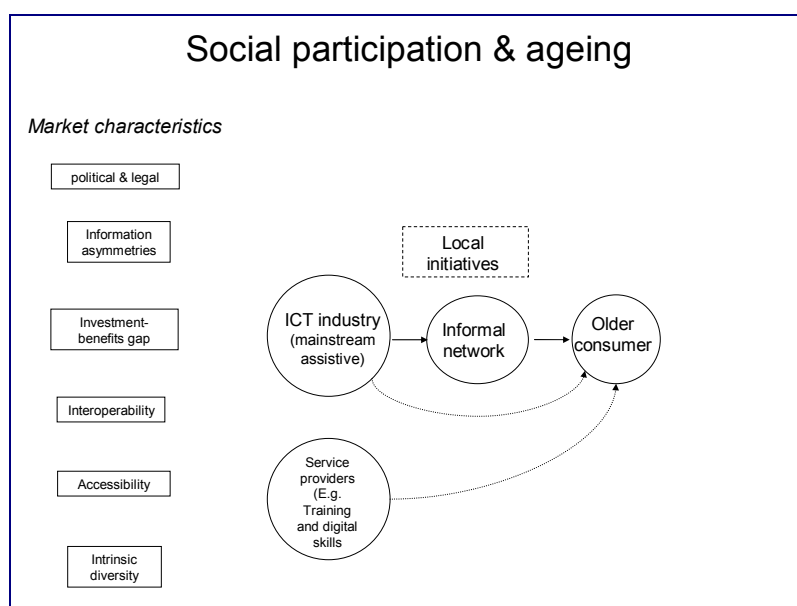 Social participation & ageing
Market characteristics
political & legal
Information
asymmetries
Investment-
benefits gap
Interoperability
Accessibility
Intrinsic
diversity
Local
initiatives
ICT industry
(mainstream
assistive)
Informal
network
Older
consumer
Service
providers
(E.g.
Training
and digital
skills